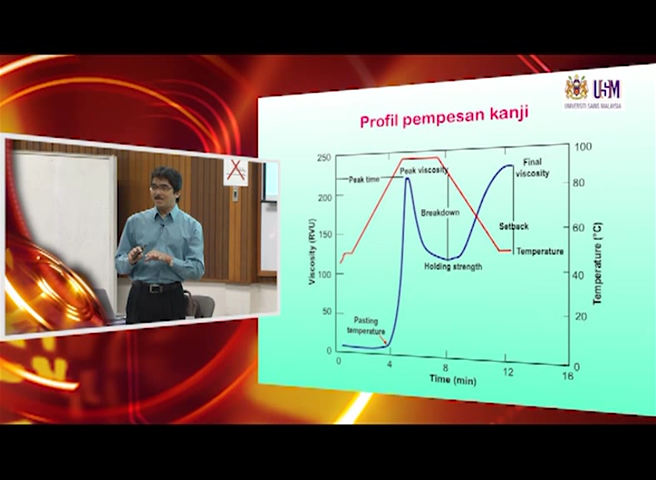 USM
UNIVERSITI SAINS MALAYSIA
Profil pempesan kanji
250
200
150
100
50
0
Viscosity (RVU)
Peak time
Peak viscosity
Final
viscosity
Breakdown
Setback
Temperature
Holding strength
Pasting
temperature
100
80
60
40
20
0
Temperature (°C)
0
4
8
12
16
Time (min)